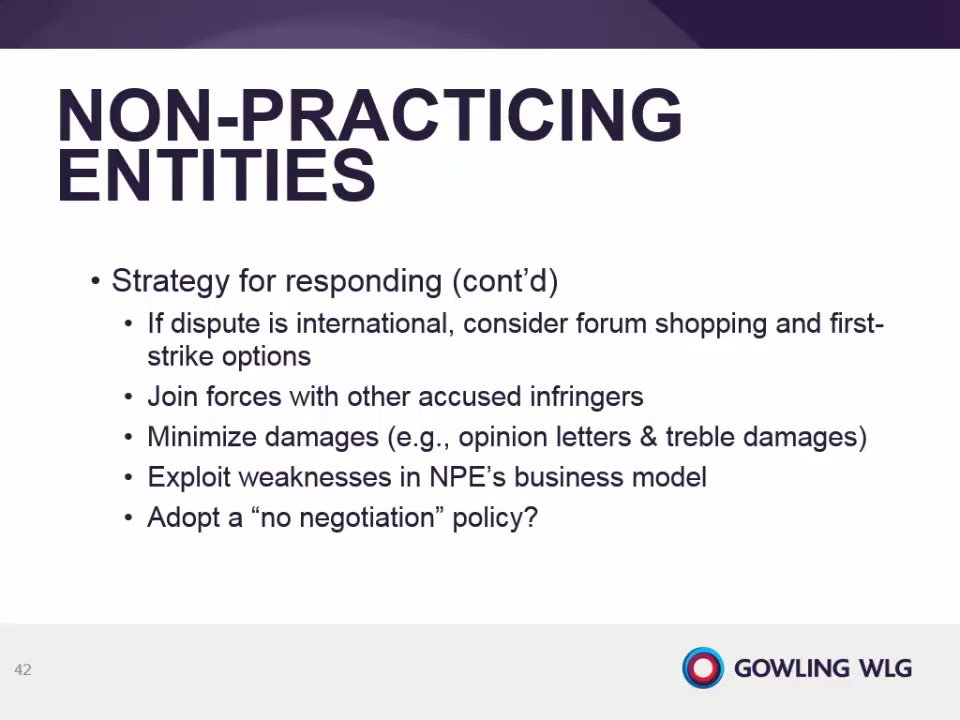 NON-PRACTICING
ENTITIES
• Strategy for responding (cont’d)
• If dispute is international, consider forum shopping and first-
strike options
• Join forces with other accused infringers
• Minimize damages (e.g., opinion letters & treble damages)
• Exploit weaknesses in NPE’s business model
• Adopt a “no negotiation” policy?
42
GOWLING WLG